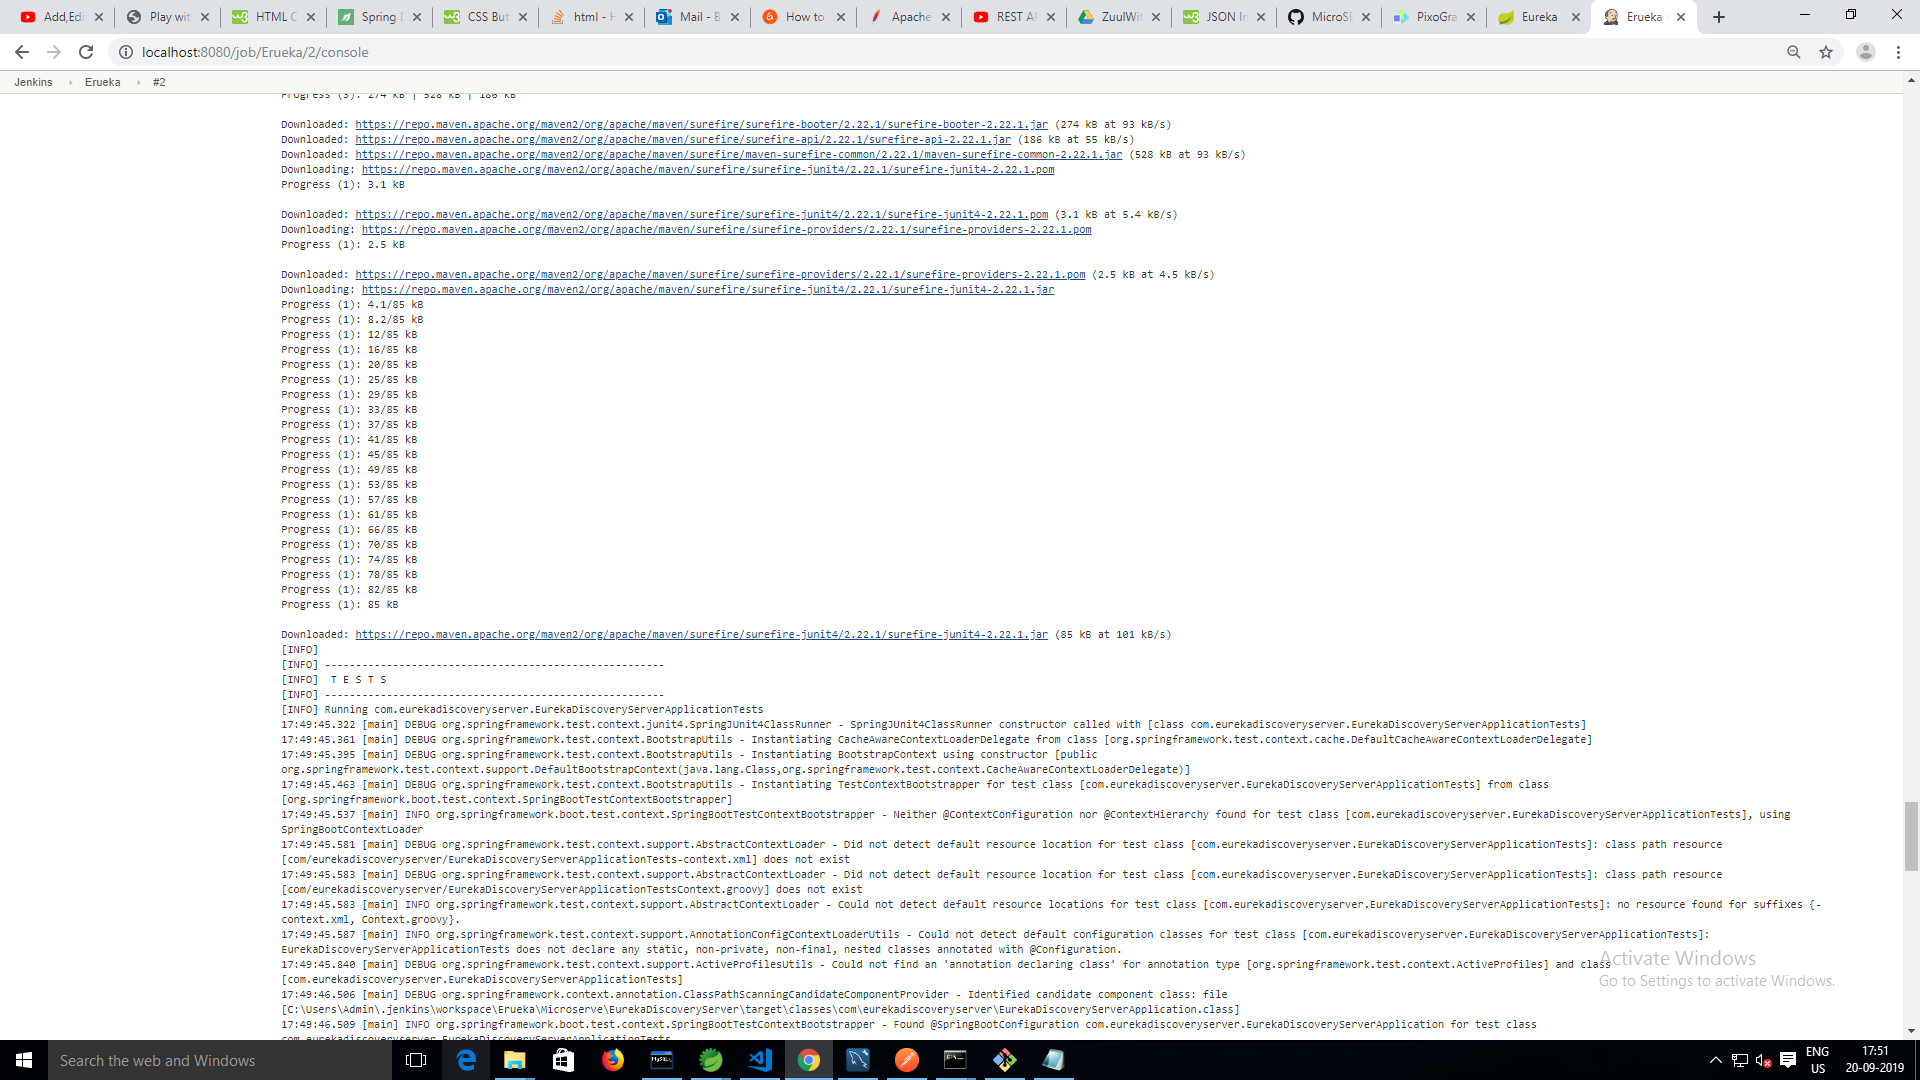 Add,Edi
Play wit
HTML C
Spring D
CSS But
html - H
Mail - B
How to
Apache
REST AP
ZuulWit
JSON In
MicroSE
PixoGra
Eureka
Erueka
localhost:8080/job/Erueka/2/console
Jenkins
Erueka
#2
Progress (3): 274 kB | 528 kB | 186 kB
Downloaded: https://repo.maven.apache.org/maven2/org/apache/maven/surefire/surefire-booter/2.22.1/surefire-booter-2.22.1.jar (274 kB at 93 kB/s)
Downloaded: https://repo.maven.apache.org/maven2/org/apache/maven/surefire/surefire-api/2.22.1/surefire-api-2.22.1.jar (186 kB at 55 kB/s)
Downloaded: https://repo.maven.apache.org/maven2/org/apache/maven/surefire/maven-surefire-common/2.22.1/maven-surefire-common-2.22.1.jar (528 kB at 93 kB/s)
Downloading: https://repo.maven.apache.org/maven2/org/apache/maven/surefire/surefire-junit4/2.22.1/surefire-junit4-2.22.1.pom
Progress (1): 3.1 kB
Downloaded: https://repo.maven.apache.org/maven2/org/apache/maven/surefire/surefire-junit4/2.22.1/surefire-junit4-2.22.1.pom (3.1 kB at 5.4 kB/s)
Downloading: https://repo.maven.apache.org/maven2/org/apache/maven/surefire/surefire-providers/2.22.1/surefire-providers-2.22.1.pom
Progress (1): 2.5 kB
Downloaded: https://repo.maven.apache.org/maven2/org/apache/maven/surefire/surefire-providers/2.22.1/surefire-providers-2.22.1.pom (2.5 kB at 4.5 kB/s)
Downloading: https://repo.maven.apache.org/maven2/org/apache/maven/surefire/surefire-junit4/2.22.1/surefire-junit4-2.22.1.jar
Progress (1): 4.1/85 kB
Progress (1): 8.2/85 kB
Progress (1): 12/85 kB
Progress (1): 16/85 kB
Progress (1): 20/85 kB
Progress (1): 25/85 kB
Progress (1): 29/85 kB
Progress (1): 33/85 kB
Progress (1): 37/85 kB
Progress (1): 41/85 kB
Progress (1): 45/85 kB
Progress (1): 49/85 kB
Progress (1): 53/85 kB
Progress (1): 57/85 kB
Progress (1): 61/85 kB
Progress (1): 66/85 kB
Progress (1): 70/85 kB
Progress (1): 74/85 kB
Progress (1): 78/85 kB
Progress (1): 82/85 kB
Progress (1): 85 kB
Downloaded: https://repo.maven.apache.org/maven2/org/apache/maven/surefire/surefire-junit4/2.22.1/surefire-junit4-2.22.1.jar (85 kB at 101 kB/s)
[INFO]
[INFO] -------------------------------------------------------
[INFO]  T E S T S
[INFO] -------------------------------------------------------
[INFO] Running com.eurekadiscoveryserver.EurekaDiscoveryServerApplicationTests
17:49:45.322 [main] DEBUG org.springframework.test.context.junit4.SpringJUnit4ClassRunner - SpringJUnit4ClassRunner constructor called with [class com.eurekadiscoveryserver.EurekaDiscoveryServerApplicationTests]
17:49:45.361 [main] DEBUG org.springframework.test.context.BootstrapUtils - Instantiating CacheAwareContextLoaderDelegate from class [org.springframework.test.context.cache.DefaultCacheAwareContextLoaderDelegate]
17:49:45.395 [main] DEBUG org.springframework.test.context.BootstrapUtils - Instantiating BootstrapContext using constructor [public
org.springframework.test.context.support.DefaultBootstrapContext(java.lang.Class,org.springframework.test.context.CacheAwareContextLoaderDelegate)]
17:49:45.463 [main] DEBUG org.springframework.test.context.BootstrapUtils - Instantiating TestContextBootstrapper for test class [com.eurekadiscoveryserver.EurekaDiscoveryServerApplicationTests] from class
[org.springframework.boot.test.context.SpringBootTestContextBootstrapper]
17:49:45.537 [main] INFO org.springframework.boot.test.context.SpringBootTestContextBootstrapper - Neither @ContextConfiguration nor @ContextHierarchy found for test class [com.eurekadiscoveryserver.EurekaDiscoveryServerApplicationTests], using
SpringBootContextLoader
17:49:45.581 [main] DEBUG org.springframework.test.context.support.AbstractContextLoader - Did not detect default resource location for test class [com.eurekadiscoveryserver.EurekaDiscoveryServerApplicationTests]: class path resource
[com/eurekadiscoveryserver/EurekaDiscoveryServerApplicationTests-context.xml] does not exist
17:49:45.583 [main] DEBUG org.springframework.test.context.support.AbstractContextLoader - Did not detect default resource location for test class [com.eurekadiscoveryserver.EurekaDiscoveryServerApplicationTests]: class path resource
[com/eurekadiscoveryserver/EurekaDiscoveryServerApplicationTestsContext.groovy] does not exist
17:49:45.583 [main] INFO org.springframework.test.context.support.AbstractContextLoader - Could not detect default resource locations for test class [com.eurekadiscoveryserver.EurekaDiscoveryServerApplicationTests]: no resource found for suffixes {-
context.xml, Context.groovy}.
17:49:45.587 [main] INFO org.springframework.test.context.support.AnnotationConfigContextLoaderUtils - Could not detect default configuration classes for test class [com.eurekadiscoveryserver.EurekaDiscoveryServerApplicationTests]:
EurekaDiscoveryServerApplicationTests does not declare any static, non-private, non-final, nested classes annotated with @Configuration.
17:49:45.840 [main] DEBUG org.springframework.test.context.support.ActiveProfilesUtils - Could not find an 'annotation declaring class' for annotation type [org.springframework.test.context.ActiveProfiles] and class
[com.eurekadiscoveryserver.EurekaDiscoveryServerApplicationTests]
17:49:46.506 [main] DEBUG org.springframework.context.annotation.ClassPathScanningCandidateComponentProvider - Identified candidate component class: file
[C:\Users\Admin\.jenkins\workspace\Erueka\Microserve\EurekaDiscoveryServer\target\classes\com\eurekadiscoveryserver\EurekaDiscoveryServerApplication.class]
17:49:46.509 [main] INFO org.springframework.boot.test.context.SpringBootTestContextBootstrapper - Found @SpringBootConfiguration com.eurekadiscoveryserver.EurekaDiscoveryServerApplication for test class
com.eurekadiscoveryserver.EurekaDiscoveryServerApplicationTests
Activate Windows
Go to Settings to activate Windows.
Search the web and Windows
ENG
US
17:51
20-09-2019